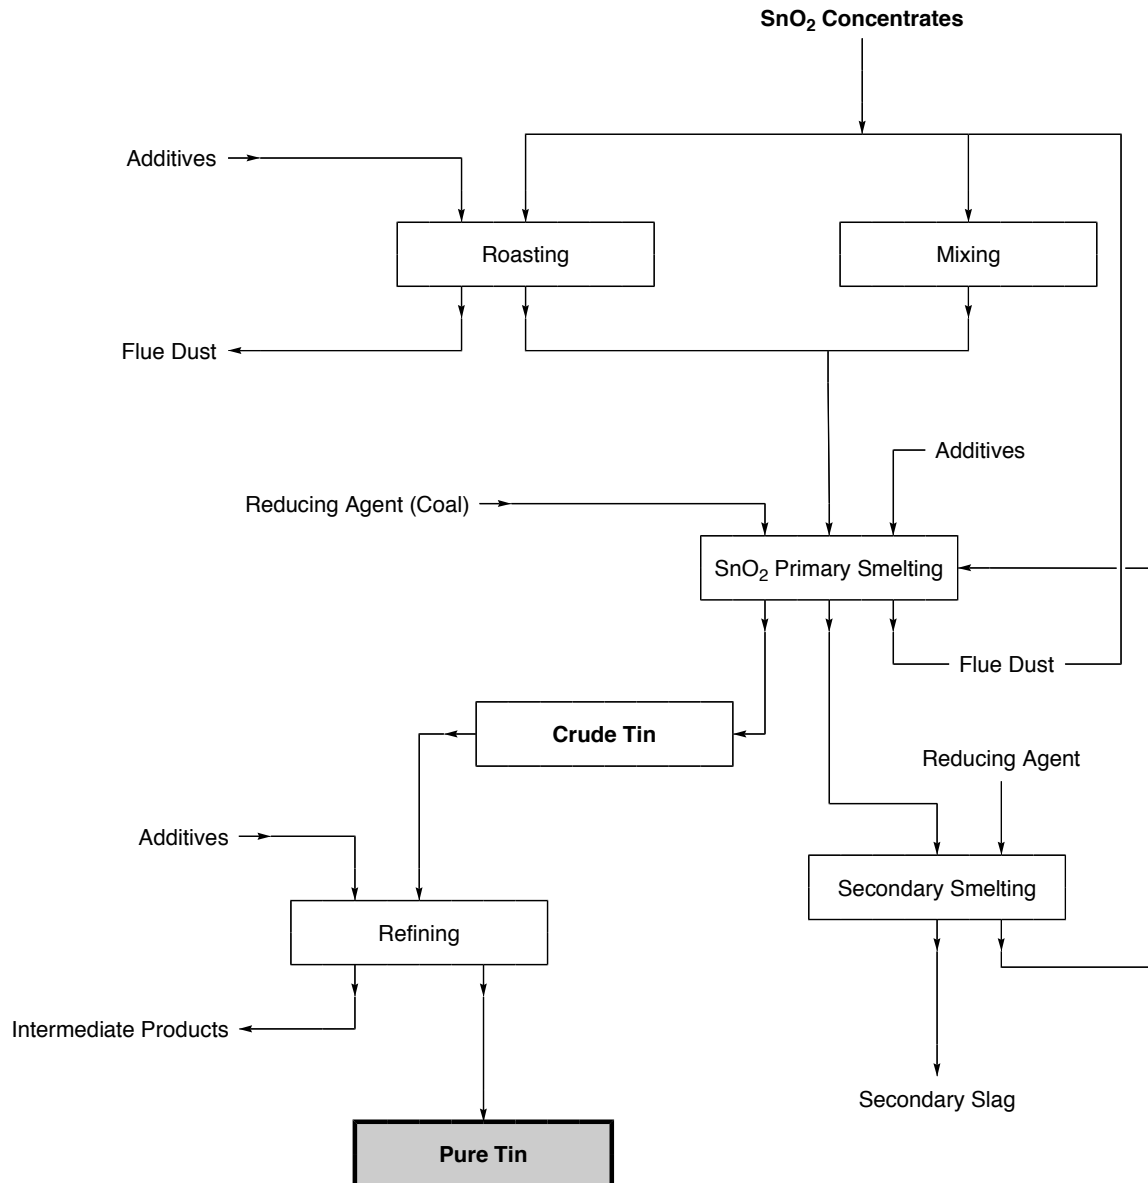 SnO₂ Concentrates
Additives
Roasting
Mixing
Flue Dust
Additives
Reducing Agent (Coal)
SnO₂ Primary Smelting
Flue Dust
Crude Tin
Reducing Agent
Additives
Secondary Smelting
Refining
Intermediate Products
Secondary Slag
Pure Tin